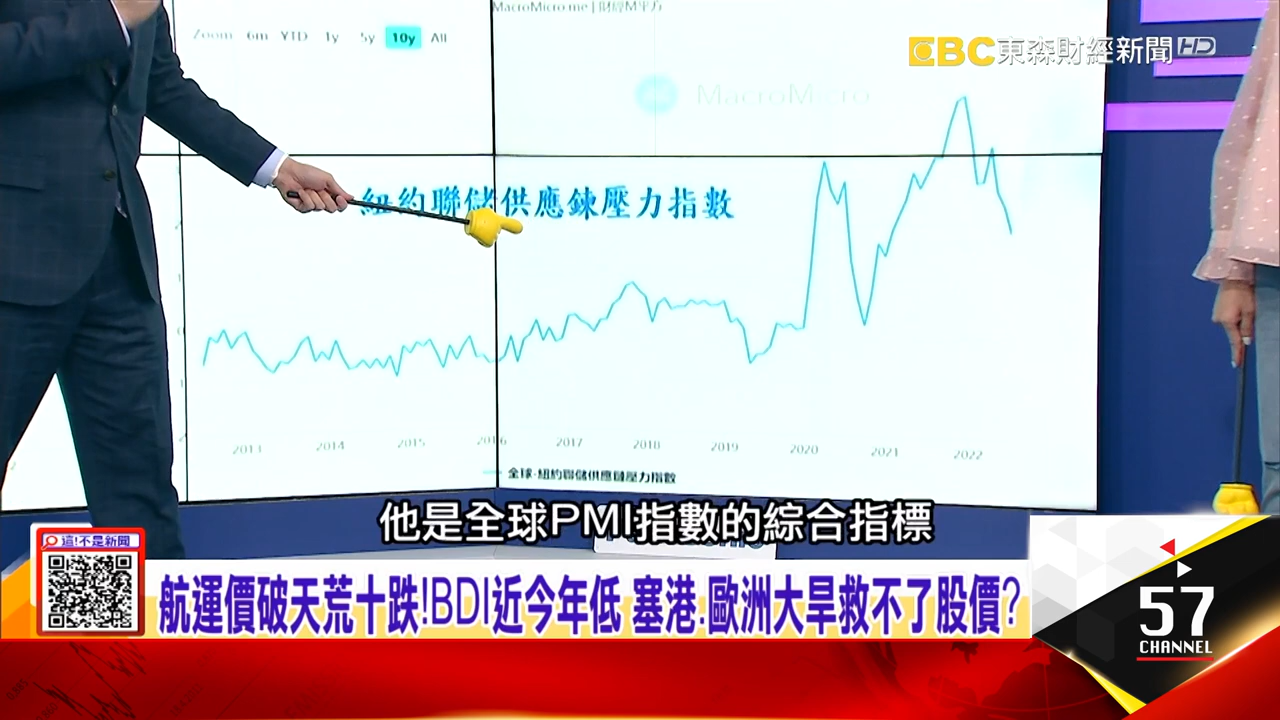 MacroMicro.me | 財經M平方
Zoom 6m YTD 1y 5y 10y All
EBC 東森財經新聞 HD
MacroMicro
紐約聯儲供應鍊壓力指數
2013 2014 2015 2016 2017 2018 2019 2020 2021 2022
全球-紐約聯儲供應鏈壓力指數
他是全球PMI指數的綜合指標
這!不是新聞
航運價破天荒十跌!BDI近今年低 塞港.歐洲大旱救不了股價?
57
CHANNEL